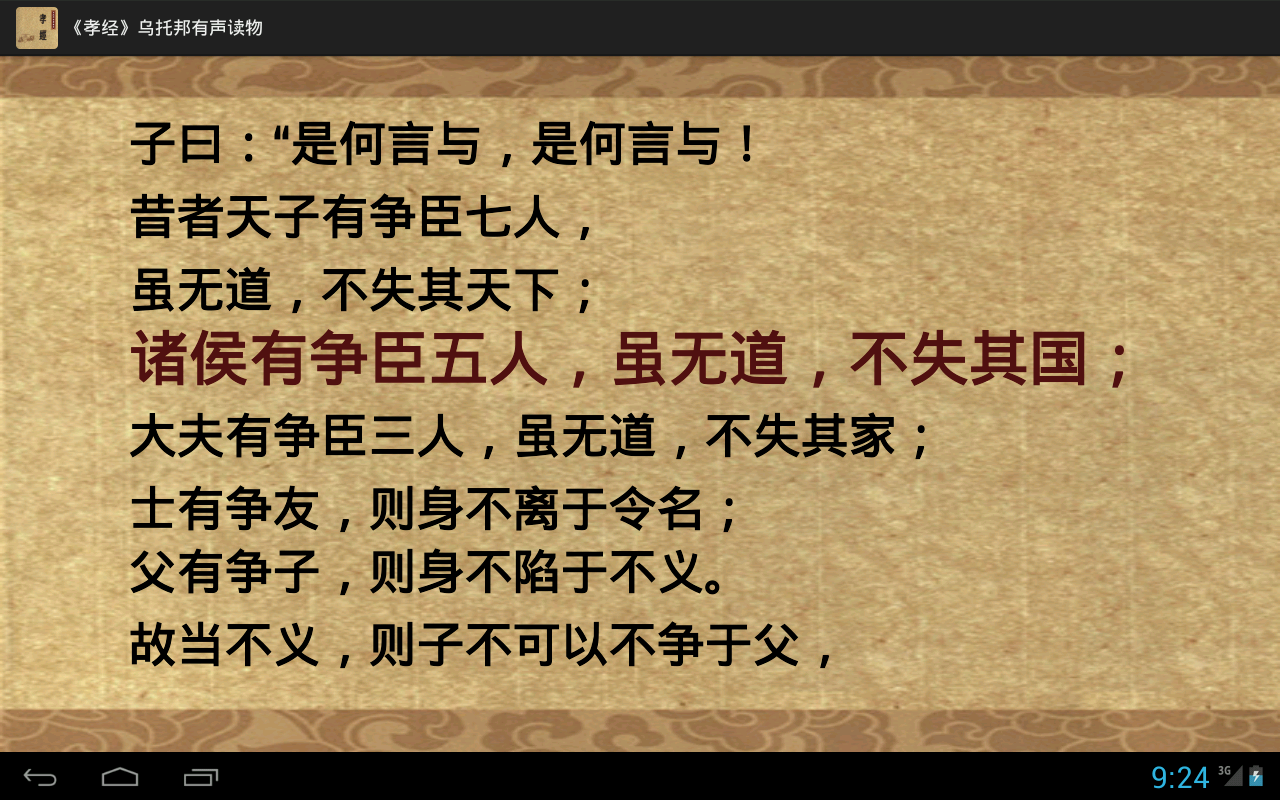 《孝经》乌托邦有声读物
子曰：“是何言与，是何言与！
昔者天子有争臣七人，
虽无道，不失其天下；
诸侯有争臣五人，虽无道，不失其国；
大夫有争臣三人，虽无道，不失其家；
士有争友，则身不离于令名；
父有争子，则身不陷于不义。
故当不义，则子不可以不争于父，
9:24 3G